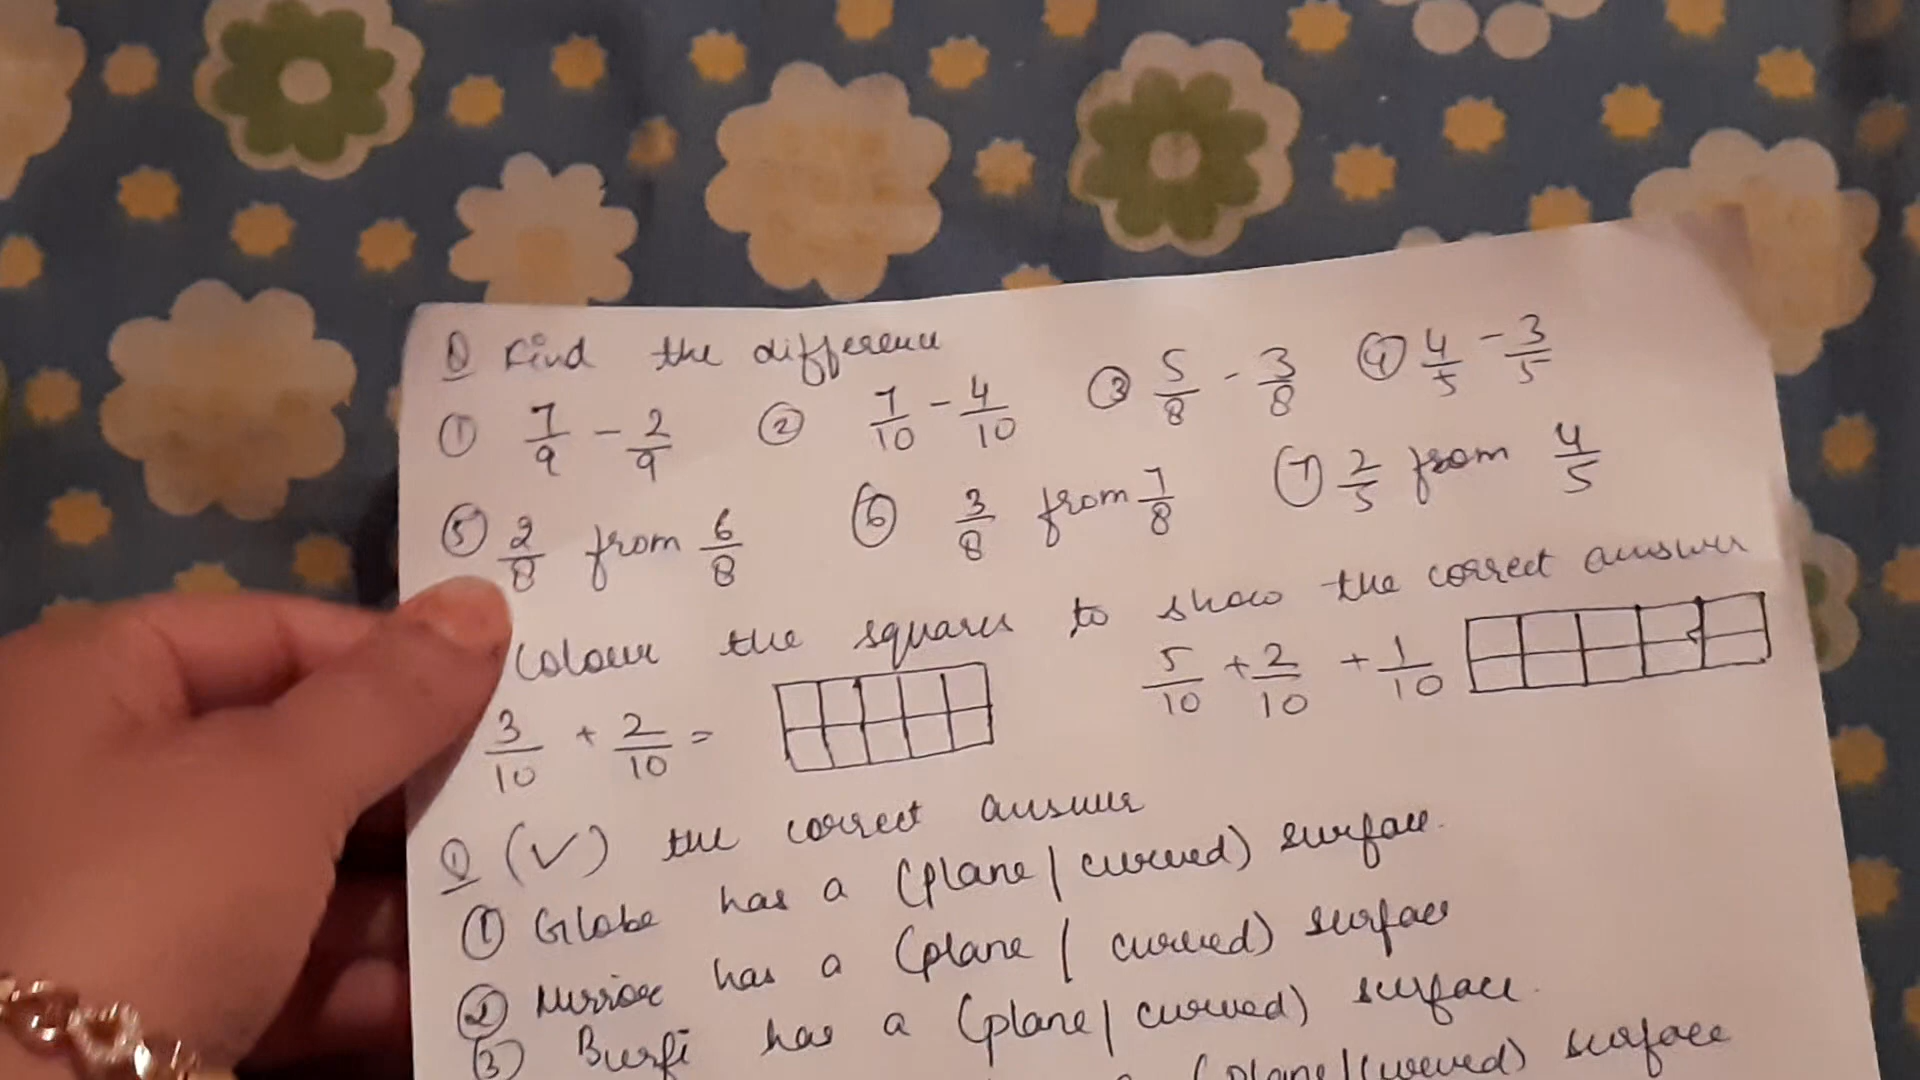 Q Find the difference
① 7/9 - 2/9 ② 7/10 - 4/10 ③ 5/8 - 3/8 ④ 4/5 - 3/5
⑤ 2/8 from 6/8 ⑥ 3/8 from 7/8 ⑦ 2/5 from 4/5
Colour the squares to show the correct answer
3/10 + 2/10 = 5/10 + 2/10 + 1/10
Q (✓) the correct answer
① Globe has a (plane / curved) surface.
② Mirror has a (plane / curved) surface
③ Burfi has a (plane / curved) surface.
(plane / curved) surface